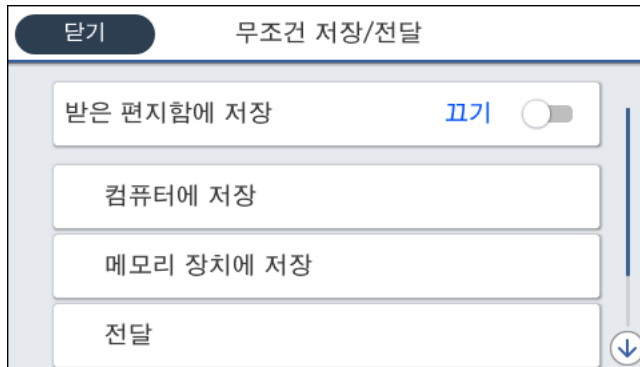 닫기 무조건 저장/전달
받은 편지함에 저장 끄기
컴퓨터에 저장
메모리 장치에 저장
전달